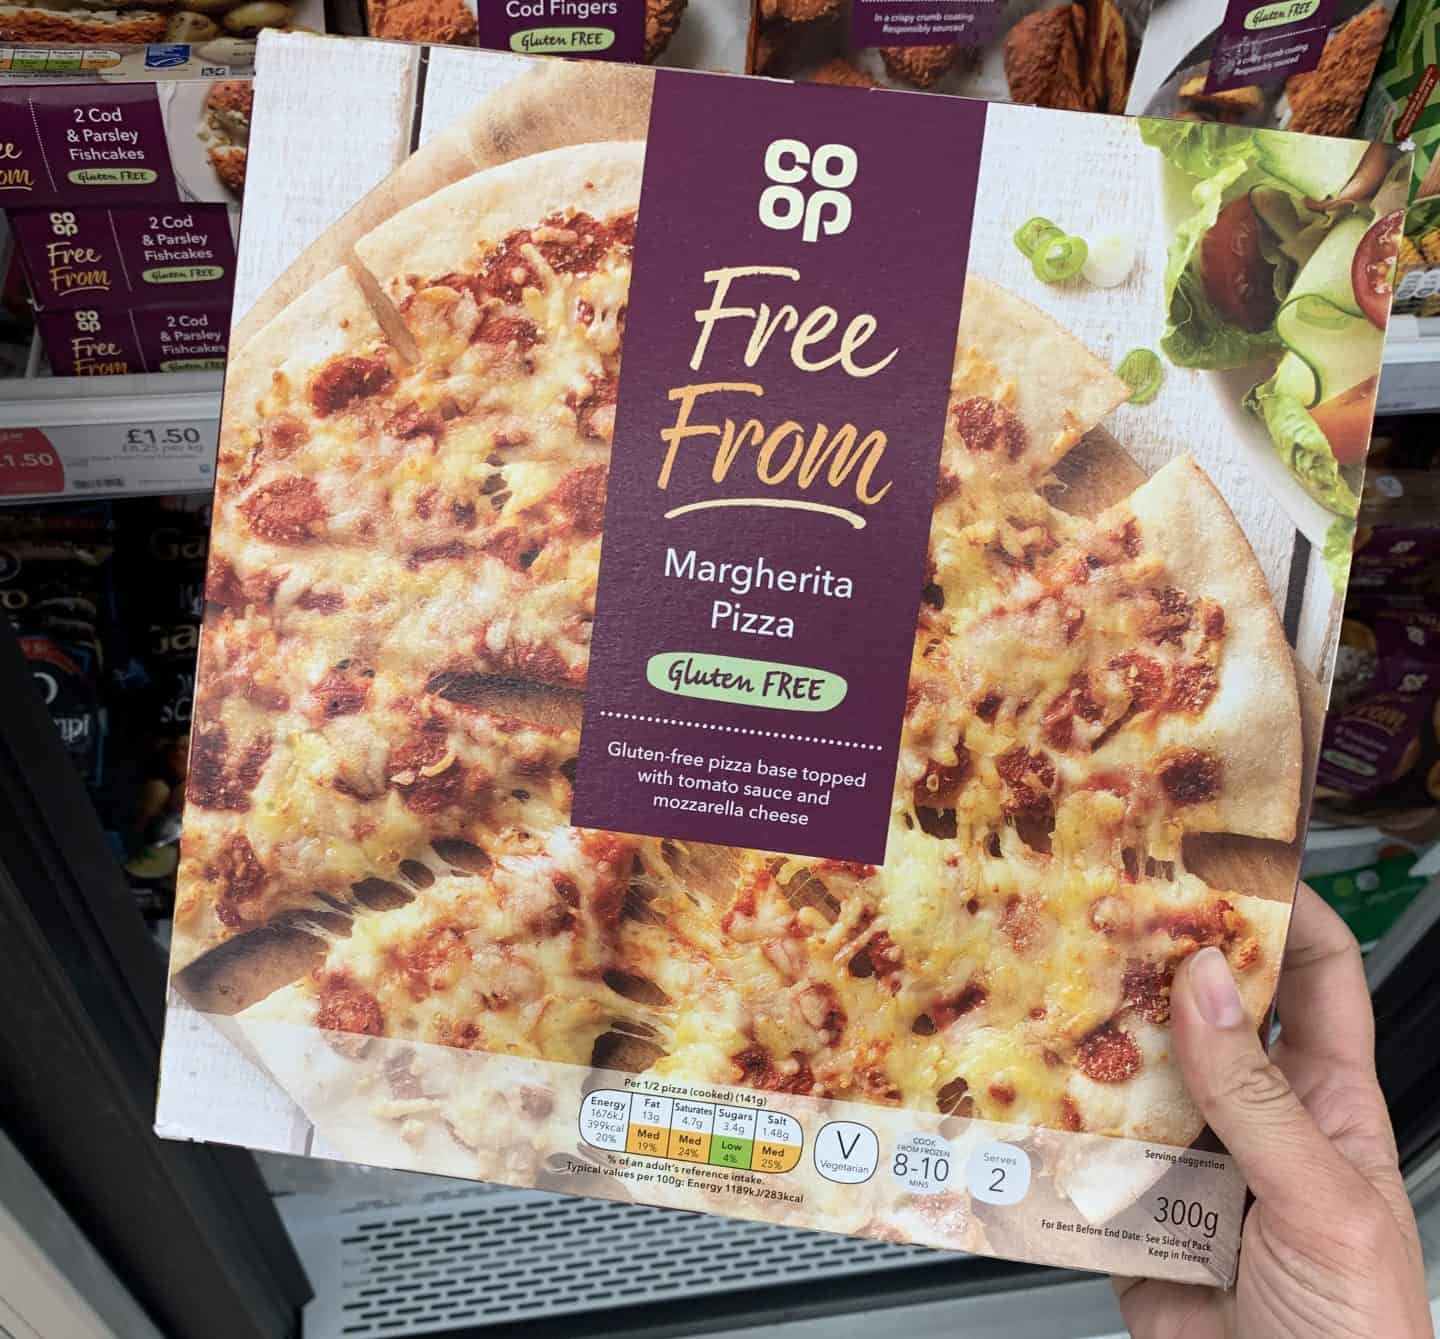 Cod Fingers
Gluten FREE
In a crispy crumb coating.
Responsibly sourced
Gluten FREE
Responsibly sourced
2 Cod
& Parsley
Fishcakes
Gluten FREE
CO
OP
Free
From
2 Cod
& Parsley
Fishcakes
Gluten FREE
CO
OP
Free
From
2 Cod
& Parsley
Fishcakes
£1.50
£1.50
CO
OP
Free
From
Margherita
Pizza
Gluten FREE
Gluten-free pizza base topped
with tomato sauce and
mozzarella cheese
Per 1/2 pizza (cooked) (141g)
Energy 1676kJ 399kcal 20%
Fat 13g Med 19%
Saturates 4.7g Med 24%
Sugars 3.4g Low 4%
Salt 1.48g Med 25%
% of an adult's reference intake.
Typical values per 100g: Energy 1189kJ/283kcal
V
Vegetarian
COOK
FROM FROZEN
8-10
MINS
Serves
2
Serving suggestion
300g
For Best Before End Date: See Side of Pack.
Keep in freezer.